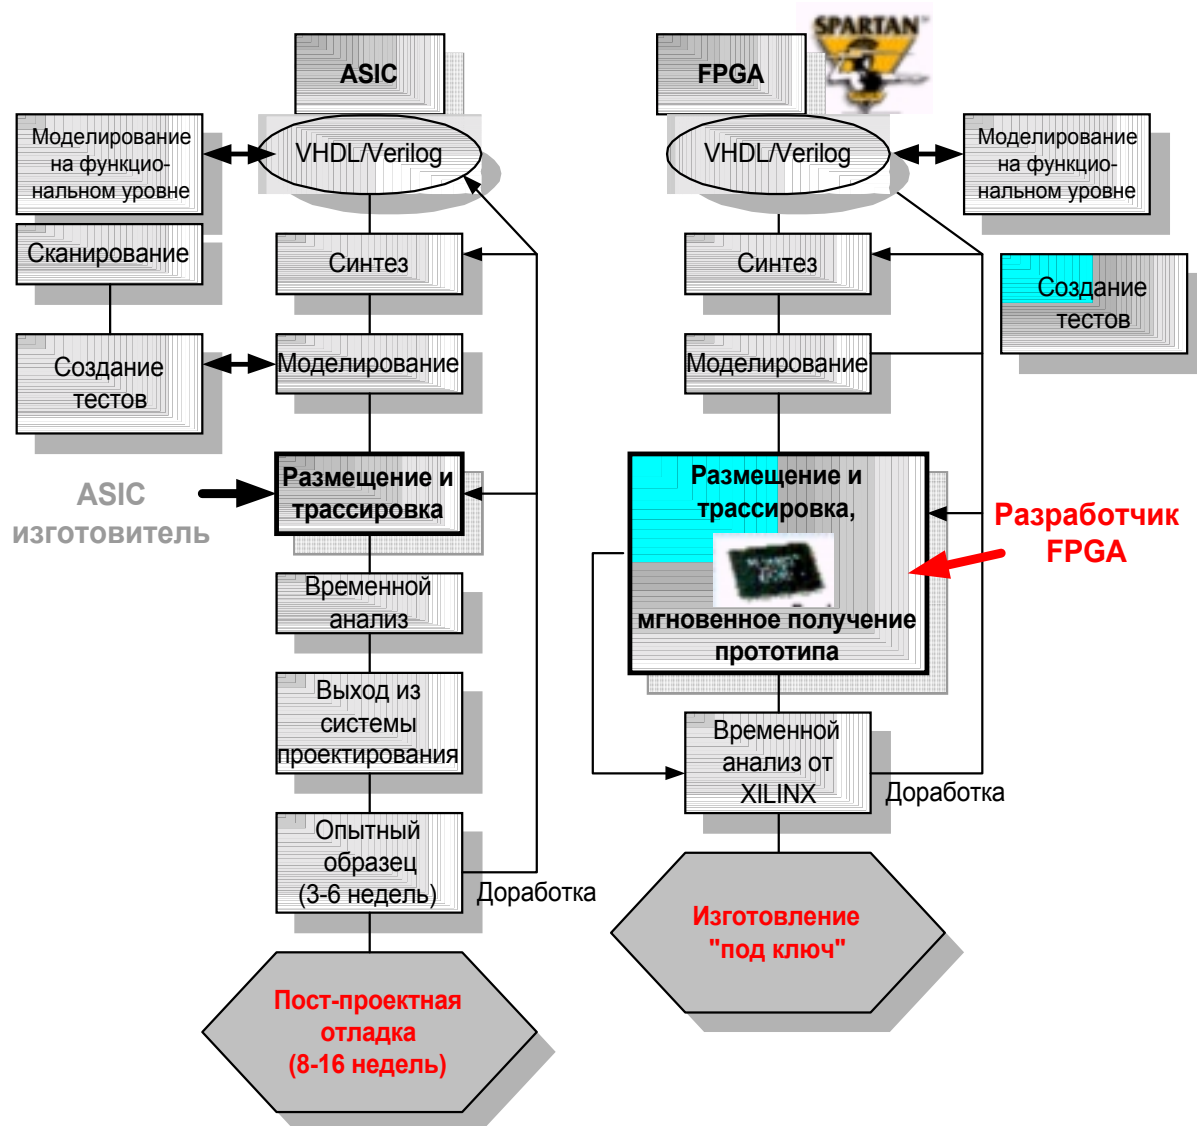 ASIC
VHDL/Verilog
Моделирование
на функцио-
нальном уровне
Сканирование
Создание
тестов
Синтез
Моделирование
ASIC
изготовитель
Размещение и
трассировка
Временной
анализ
Выход из
системы
проектирования
Опытный
образец
(3-6 недель)
Доработка
Пост-проектная
отладка
(8-16 недель)
FPGA
SPARTAN
VHDL/Verilog
Моделирование
на функцио-
нальном уровне
Синтез
Создание
тестов
Моделирование
Размещение и
трассировка,
мгновенное получение
прототипа
Разработчик
FPGA
Временной
анализ от
XILINX
Доработка
Изготовление
"под ключ"